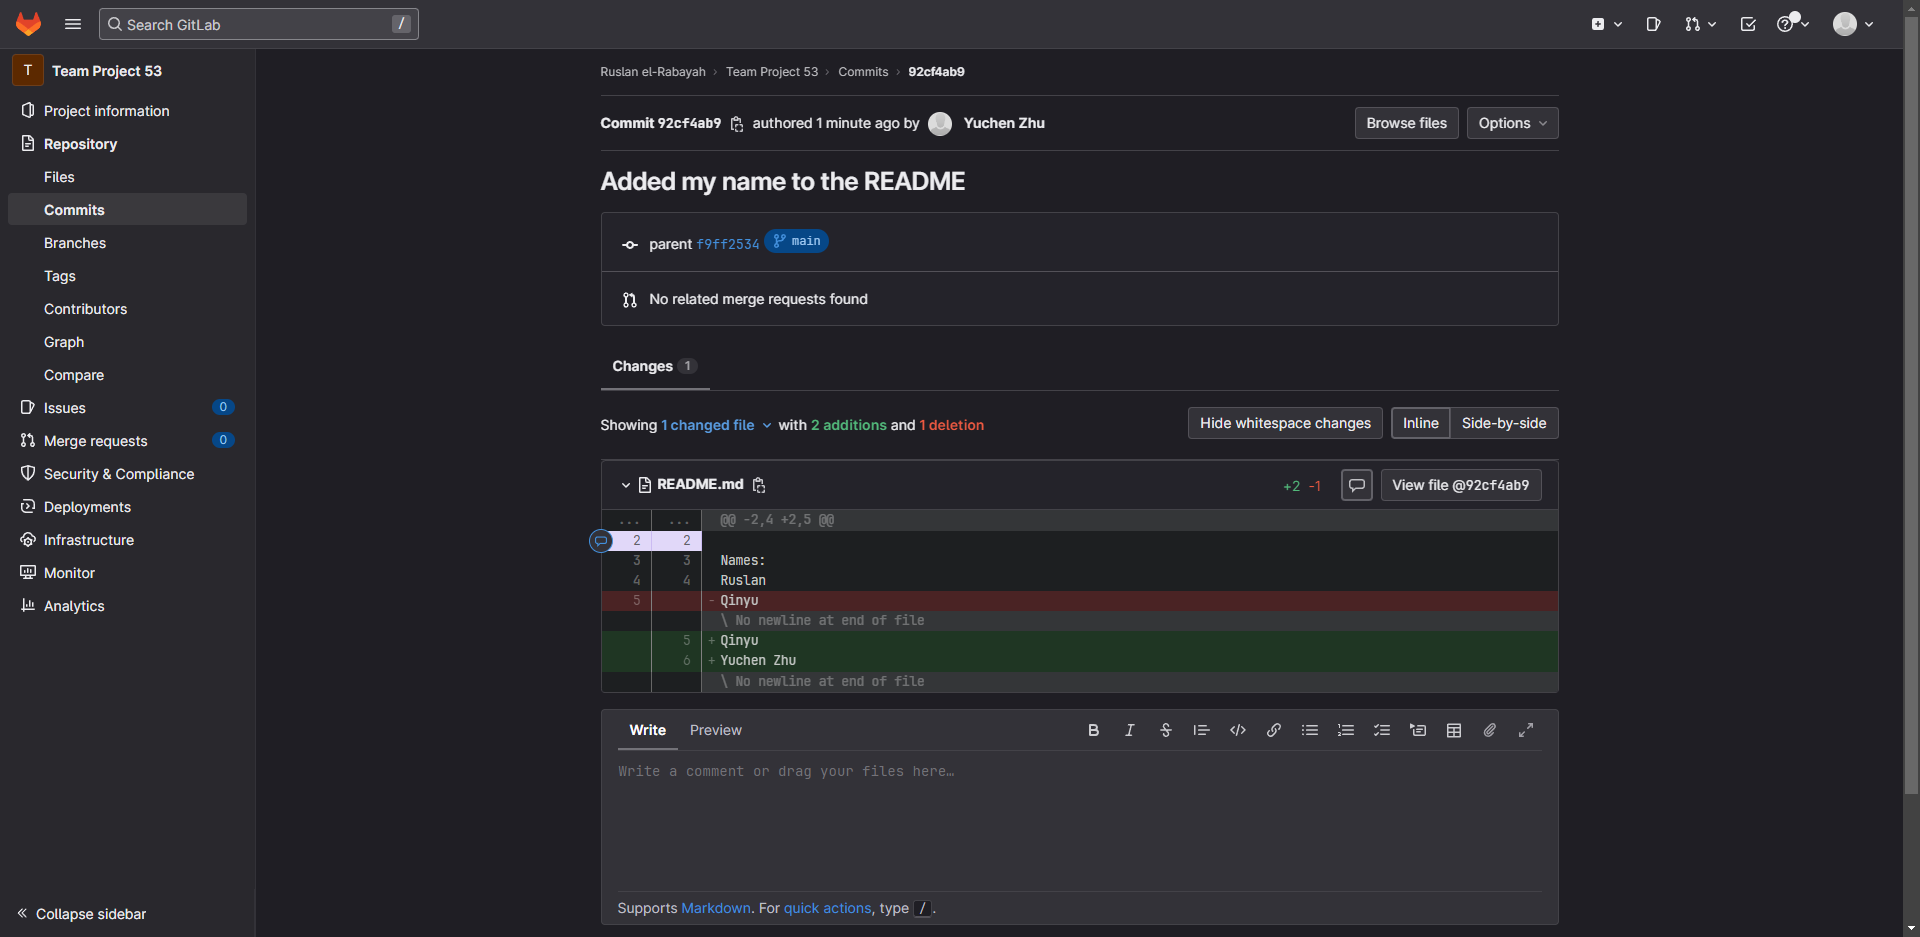 Search GitLab /
T Team Project 53
Project information
Repository
Files
Commits
Branches
Tags
Contributors
Graph
Compare
Issues 0
Merge requests 0
Security & Compliance
Deployments
Infrastructure
Monitor
Analytics
Collapse sidebar
Ruslan el-Rabayah › Team Project 53 › Commits › 92cf4ab9
Commit 92cf4ab9 authored 1 minute ago by Yuchen Zhu
Browse files Options
Added my name to the README
parent f9ff2534 main
No related merge requests found
Changes 1
Showing 1 changed file with 2 additions and 1 deletion
Hide whitespace changes Inline Side-by-side
README.md +2 -1 View file @92cf4ab9
... ... @@ -2,4 +2,5 @@
2 2
3 3 Names:
4 4 Ruslan
5 - Qinyu
\ No newline at end of file
5 + Qinyu
6 + Yuchen Zhu
\ No newline at end of file
Write Preview
Write a comment or drag your files here…
Supports Markdown. For quick actions, type /.